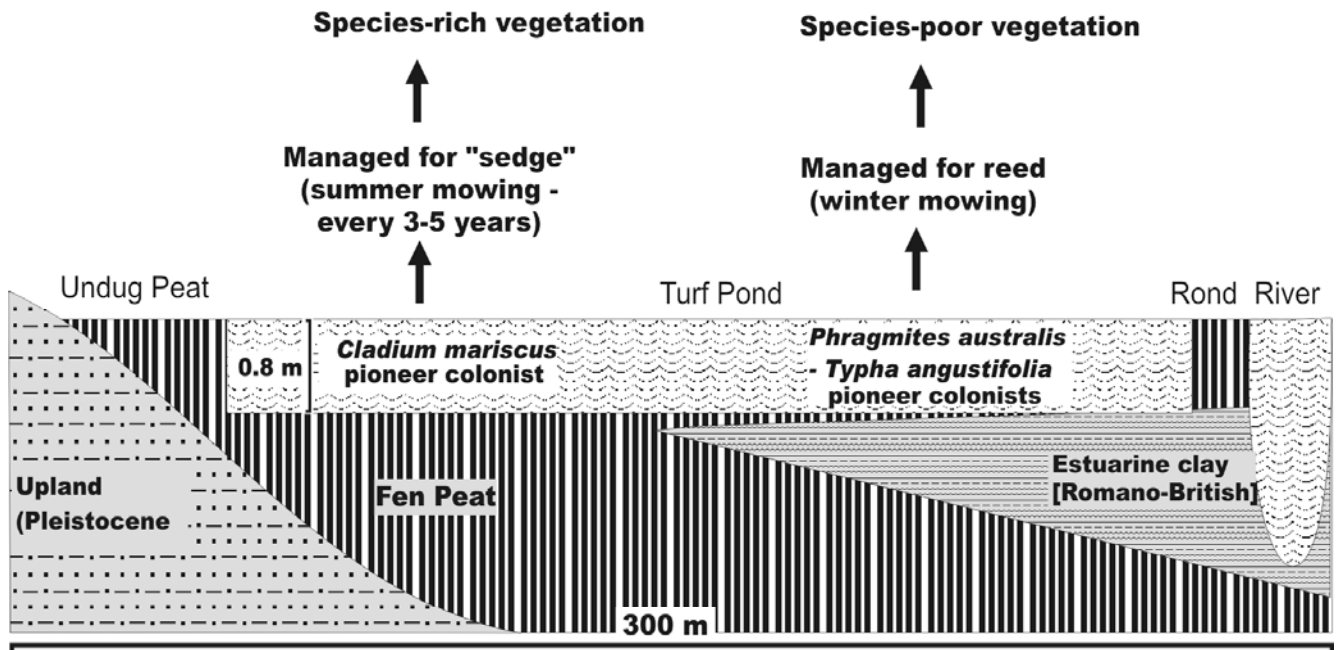 Species-rich vegetation
Species-poor vegetation
Managed for "sedge"
(summer mowing -
every 3-5 years)
Managed for reed
(winter mowing)
Undug Peat
Turf Pond
Rond
River
0.8 m
Cladium mariscus
pioneer colonist
Phragmites australis
- Typha angustifolia
pioneer colonists
Upland
(Pleistocene
Fen Peat
Estuarine clay
[Romano-British]
300 m